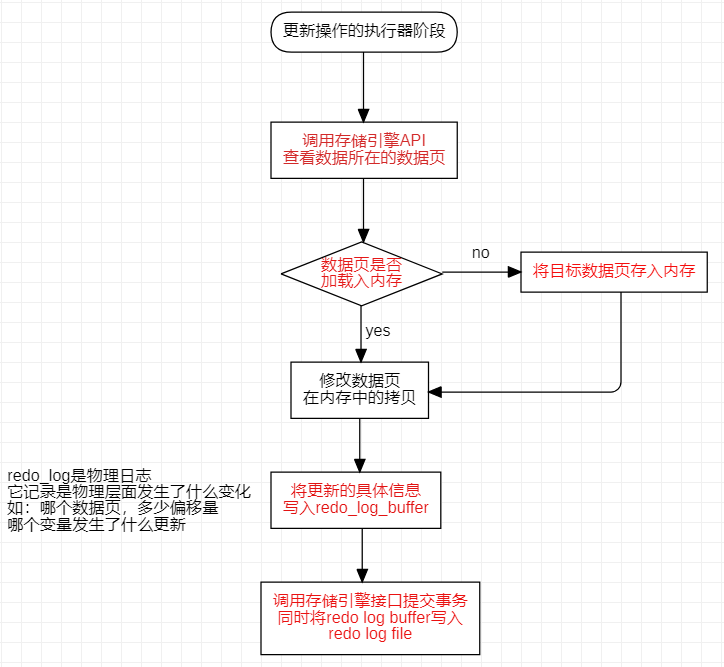 更新操作的执行器阶段
调用存储引擎API
查看数据所在的数据页
数据页是否
加载入内存
no
将目标数据页存入内存
yes
修改数据页
在内存中的拷贝
redo_log是物理日志
它记录是物理层面发生了什么变化
如：哪个数据页，多少偏移量
哪个变量发生了什么更新
将更新的具体信息
写入redo_log_buffer
调用存储引擎接口提交事务
同时将redo log buffer写入
redo log file